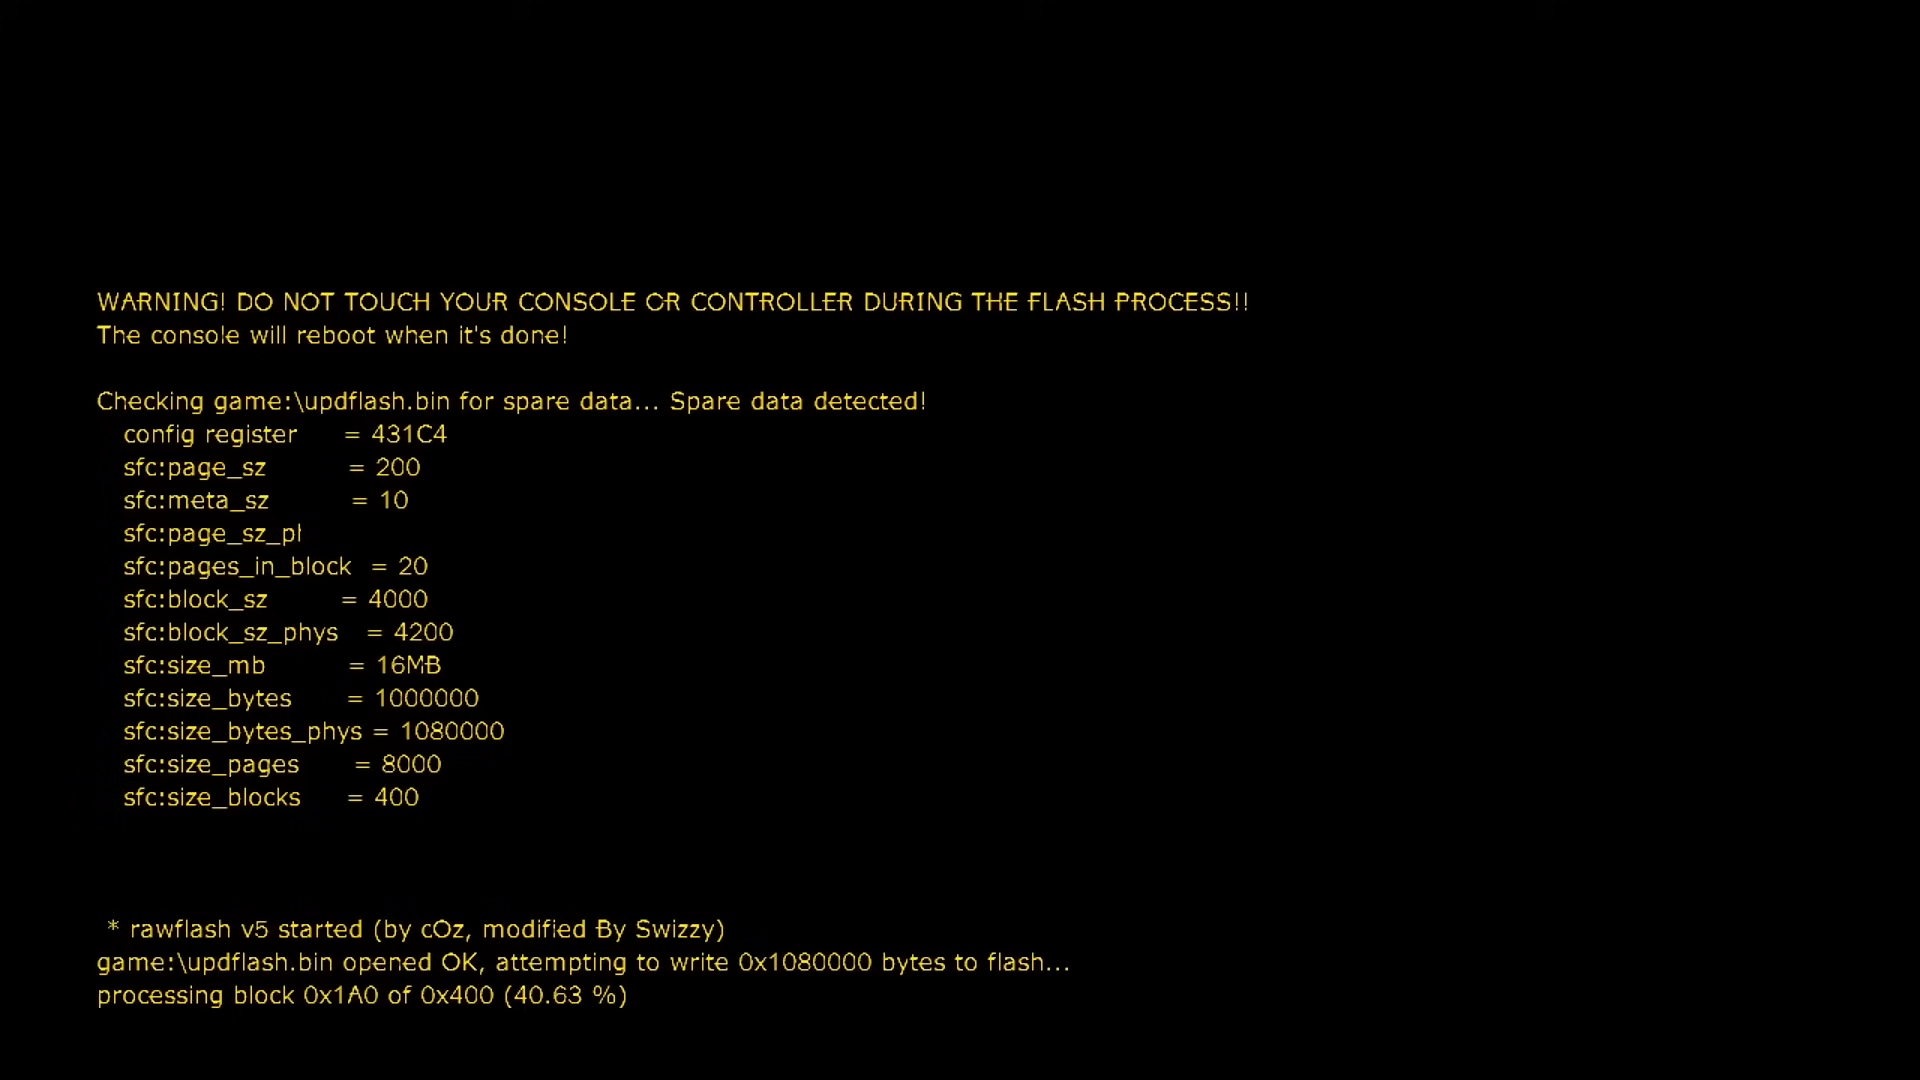 WARNING! DO NOT TOUCH YOUR CONSOLE OR CONTROLLER DURING THE FLASH PROCESS!!
The console will reboot when it's done!
Checking game:\updflash.bin for spare data... Spare data detected!
config register = 431C4
sfc:page_sz = 200
sfc:meta_sz = 10
sfc:page_sz_pl
sfc:pages_in_block = 20
sfc:block_sz = 4000
sfc:block_sz_phys = 4200
sfc:size_mb = 16MB
sfc:size_bytes = 1000000
sfc:size_bytes_phys = 1080000
sfc:size_pages = 8000
sfc:size_blocks = 400
* rawflash v5 started (by cOz, modified By Swizzy)
game:\updflash.bin opened OK, attempting to write 0x1080000 bytes to flash...
processing block 0x1A0 of 0x400 (40.63 %)